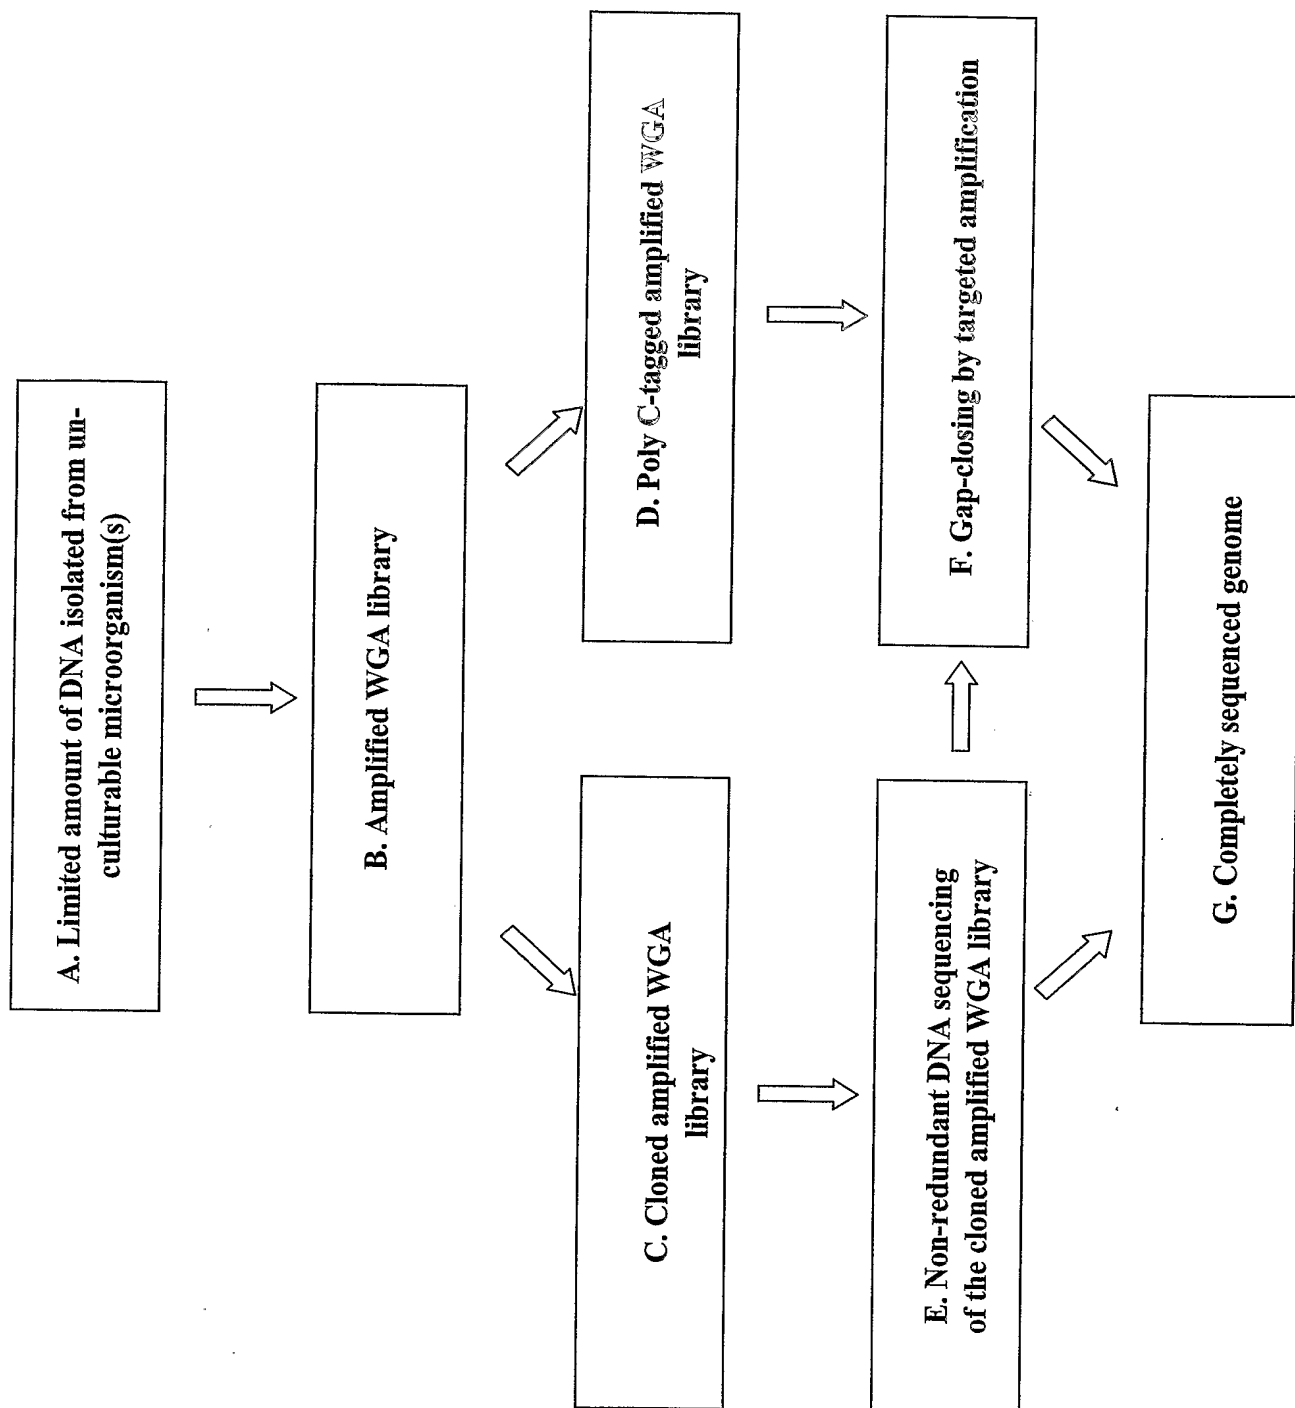 A. Limited amount of DNA isolated from un-
culturable microorganism(s)
B. Amplified WGA library
C. Cloned amplified WGA
library
D. Poly C-tagged amplified WGA
library
E. Non-redundant DNA sequencing
of the cloned amplified WGA library
F. Gap-closing by targeted amplification
G. Completely sequenced genome